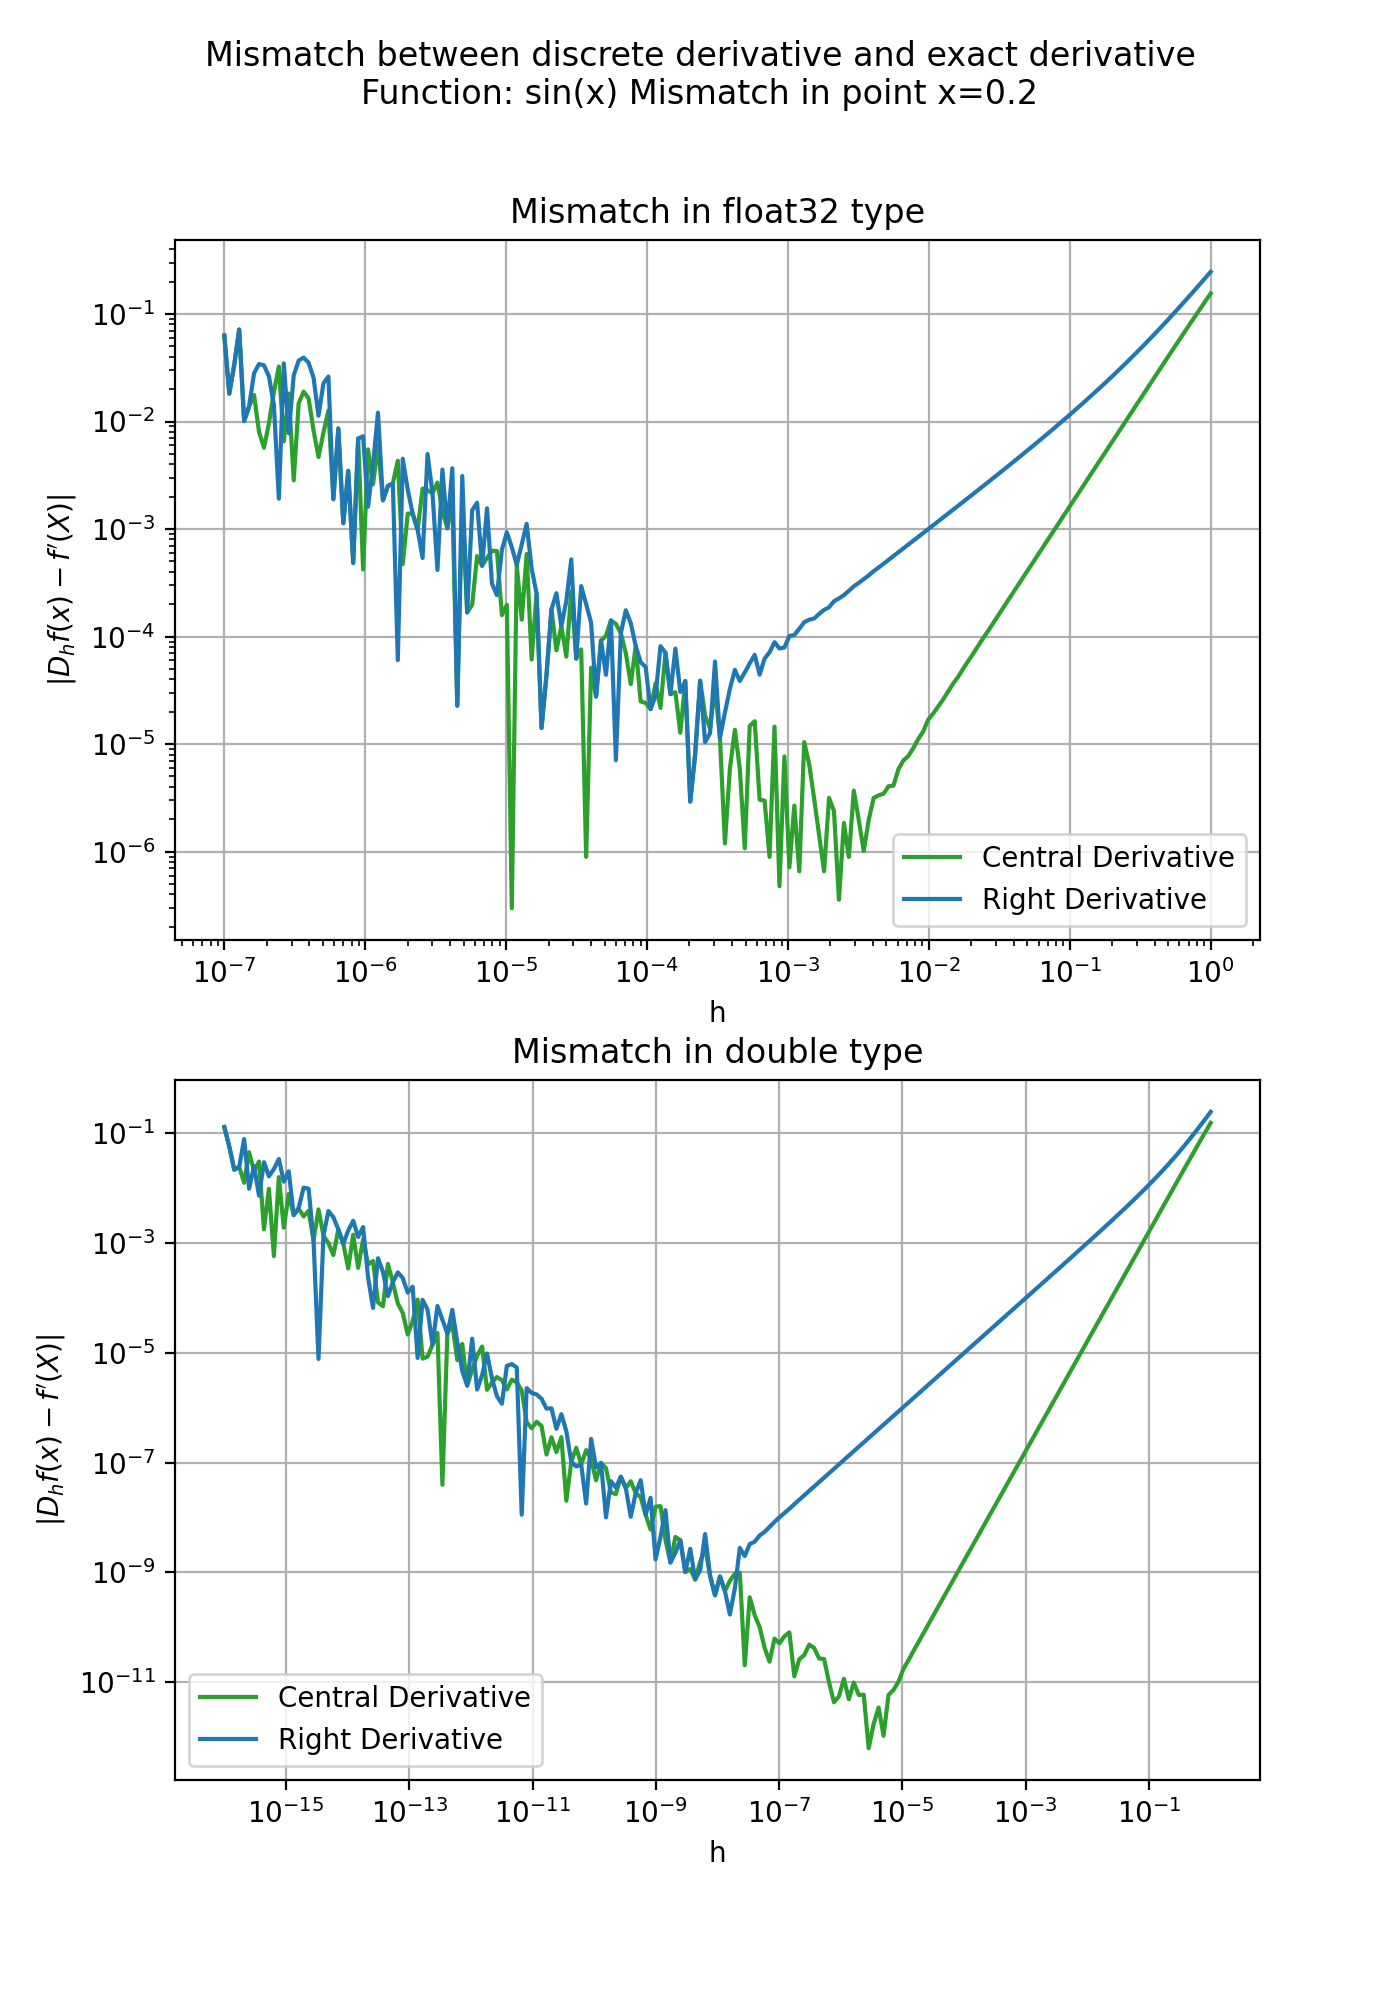 Mismatch between discrete derivative and exact derivative
Function: sin(x) Mismatch in point x=0.2
Mismatch in float32 type
|D_h f(x) − f′(X)|
10⁻¹
10⁻²
10⁻³
10⁻⁴
10⁻⁵
10⁻⁶
Central Derivative
Right Derivative
10⁻⁷ 10⁻⁶ 10⁻⁵ 10⁻⁴ 10⁻³ 10⁻² 10⁻¹ 10⁰
h
Mismatch in double type
|D_h f(x) − f′(X)|
10⁻¹
10⁻³
10⁻⁵
10⁻⁷
10⁻⁹
10⁻¹¹
Central Derivative
Right Derivative
10⁻¹⁵ 10⁻¹³ 10⁻¹¹ 10⁻⁹ 10⁻⁷ 10⁻⁵ 10⁻³ 10⁻¹
h